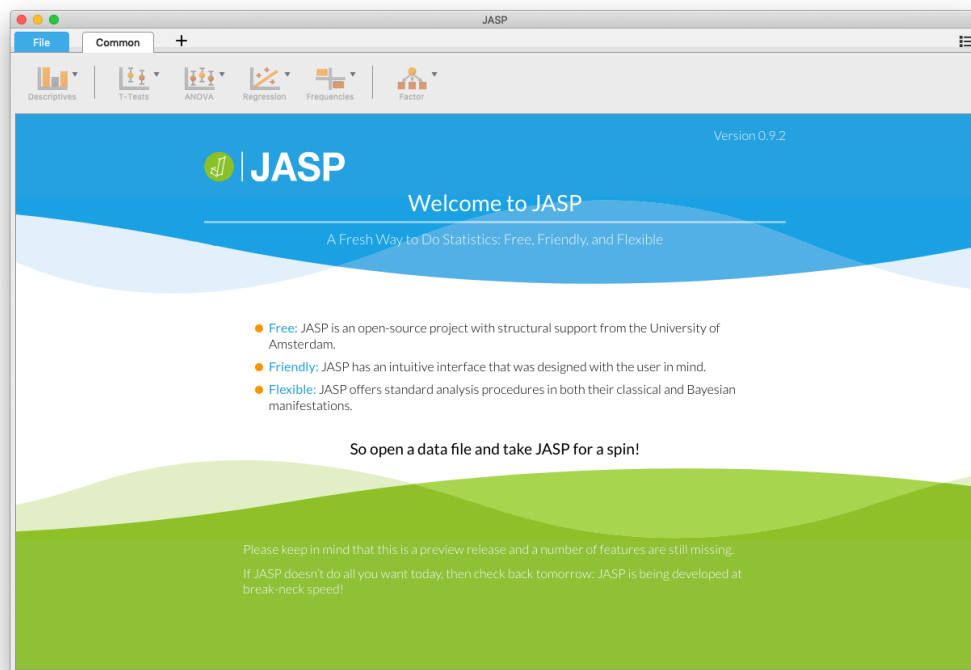 JASP
File
Common
+
Descriptives
T-Tests
ANOVA
Regression
Frequencies
Factor
Version 0.9.2
JASP
Welcome to JASP
A Fresh Way to Do Statistics: Free, Friendly, and Flexible
Free: JASP is an open-source project with structural support from the University of
Amsterdam.
Friendly: JASP has an intuitive interface that was designed with the user in mind.
Flexible: JASP offers standard analysis procedures in both their classical and Bayesian
manifestations.
So open a data file and take JASP for a spin!
Please keep in mind that this is a preview release and a number of features are still missing.
If JASP doesn't do all you want today, then check back tomorrow: JASP is being developed at
break-neck speed!